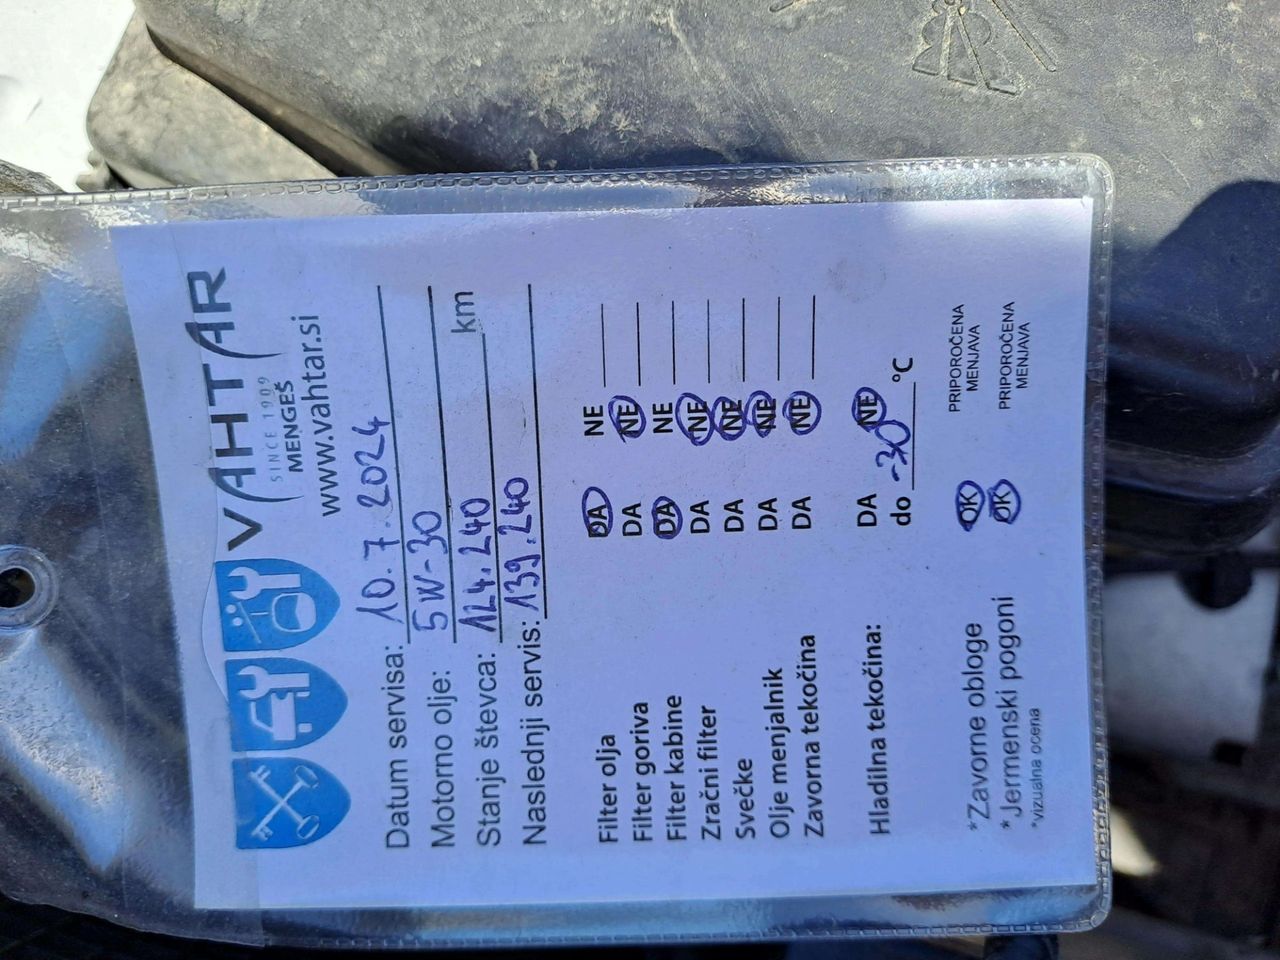 VAHTAR
SINCE 1909
MENGEŠ
www.vahtar.si
Datum servisa: 10.7.2024
Motorno olje: 5W-30
Stanje števca: 124.240 km
Naslednji servis: 139.240
Filter olja DA NE
Filter goriva DA NE
Filter kabine DA NE
Zračni filter DA NE
Svečke DA NE
Olje menjalnik DA NE
Zavorna tekočina DA NE
Hladilna tekočina: DA NE
do -30 °C
*Zavorne obloge OK PRIPOROČENA MENJAVA
* Jermenski pogoni OK PRIPOROČENA MENJAVA
*vizualna ocena